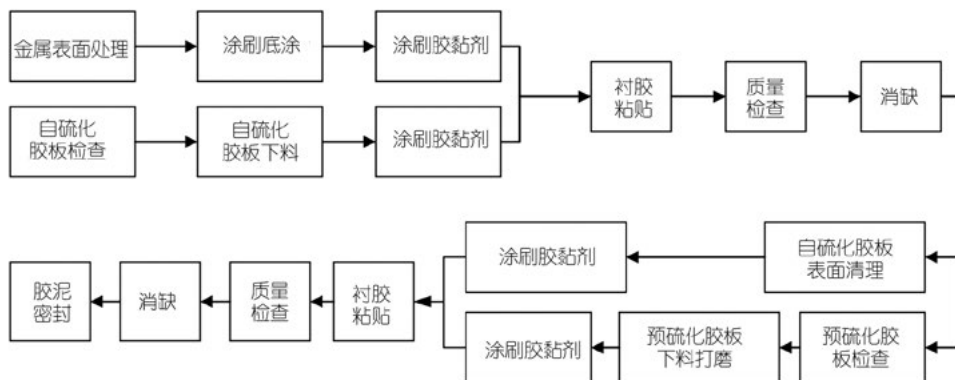 金属表面处理
涂刷底涂
涂刷胶黏剂
自硫化
胶板检查
自硫化
胶板下料
涂刷胶黏剂
衬胶
粘贴
质量
检查
消缺
自硫化胶板
表面清理
涂刷胶黏剂
预硫化胶
板检查
预硫化胶板
下料打磨
涂刷胶黏剂
衬胶
粘贴
质量
检查
消缺
胶泥
密封